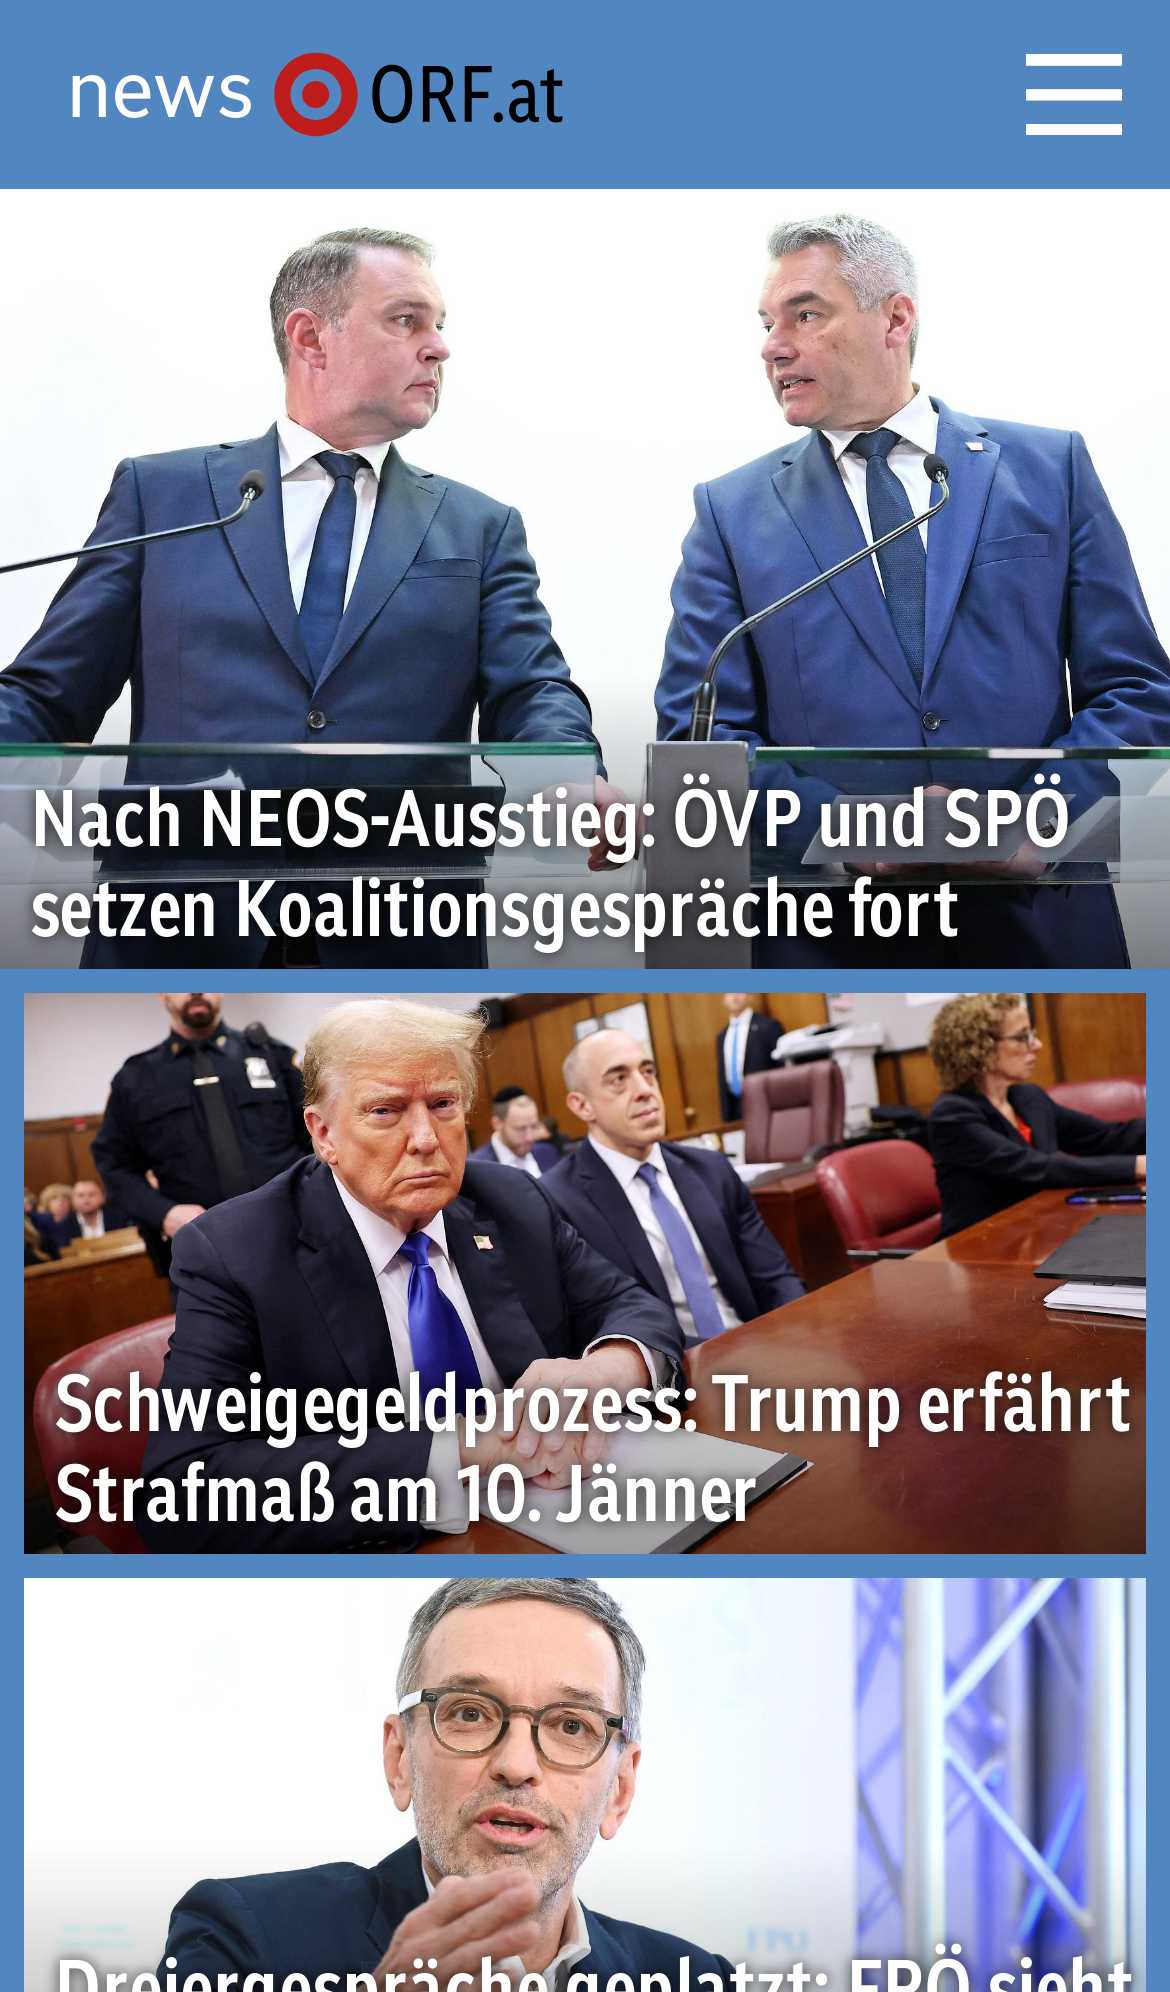 news ORF.at
Nach NEOS-Ausstieg: ÖVP und SPÖ
setzen Koalitionsgespräche fort
Schweigegeldprozess: Trump erfährt
Strafmaß am 10. Jänner
FPÖ
Dreiergespräche geplatzt: FPÖ sieht